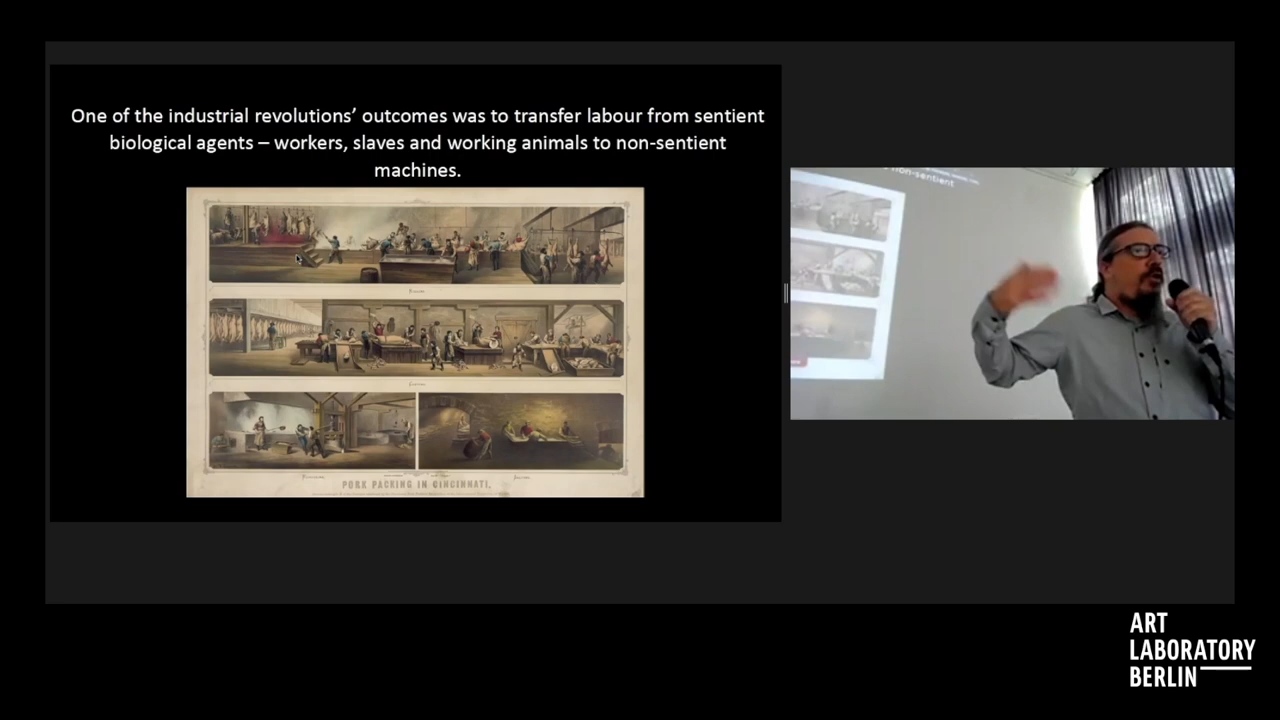 One of the industrial revolutions’ outcomes was to transfer labour from sentient
biological agents – workers, slaves and working animals to non-sentient
machines.
PORK PACKING IN CINCINNATI.
non-sentient
ART
LABORATORY
BERLIN